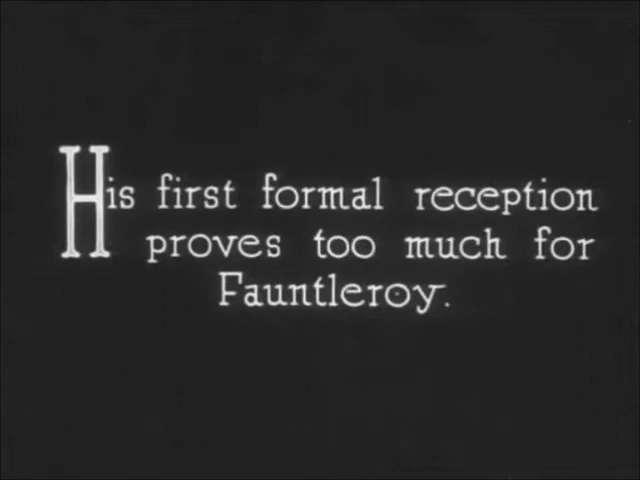 His first formal reception
proves too much for
Fauntleroy.